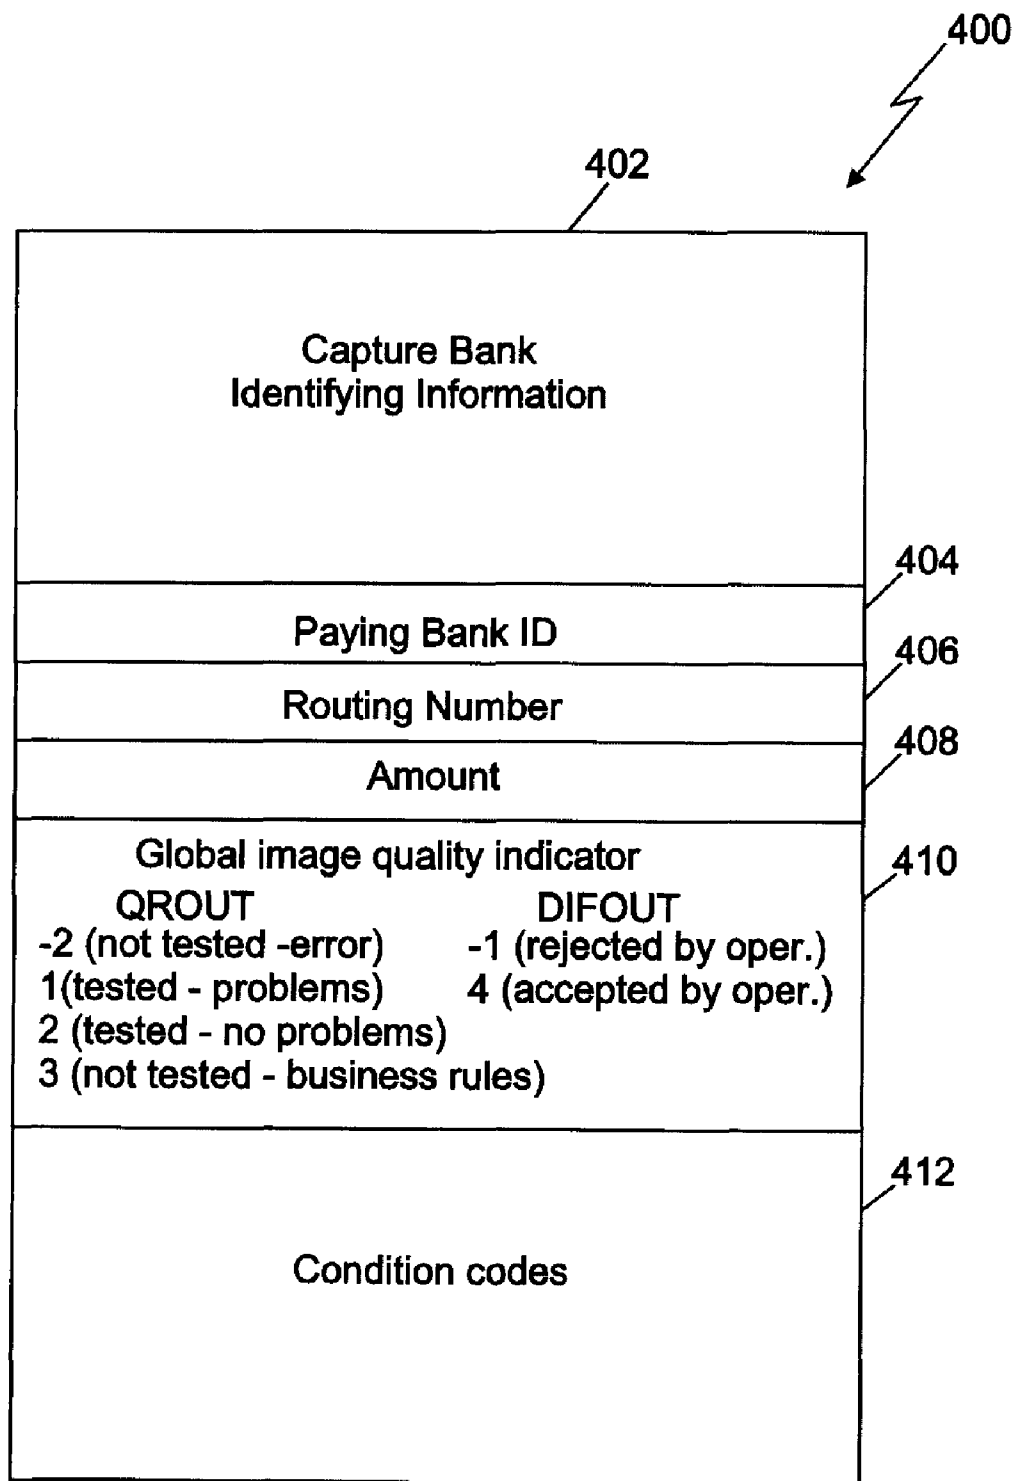 400
402
Capture Bank
Identifying Information
404
Paying Bank ID
406
Routing Number
408
Amount
Global image quality indicator
410
QROUT DIFOUT
-2 (not tested -error) -1 (rejected by oper.)
1(tested - problems) 4 (accepted by oper.)
2 (tested - no problems)
3 (not tested - business rules)
412
Condition codes